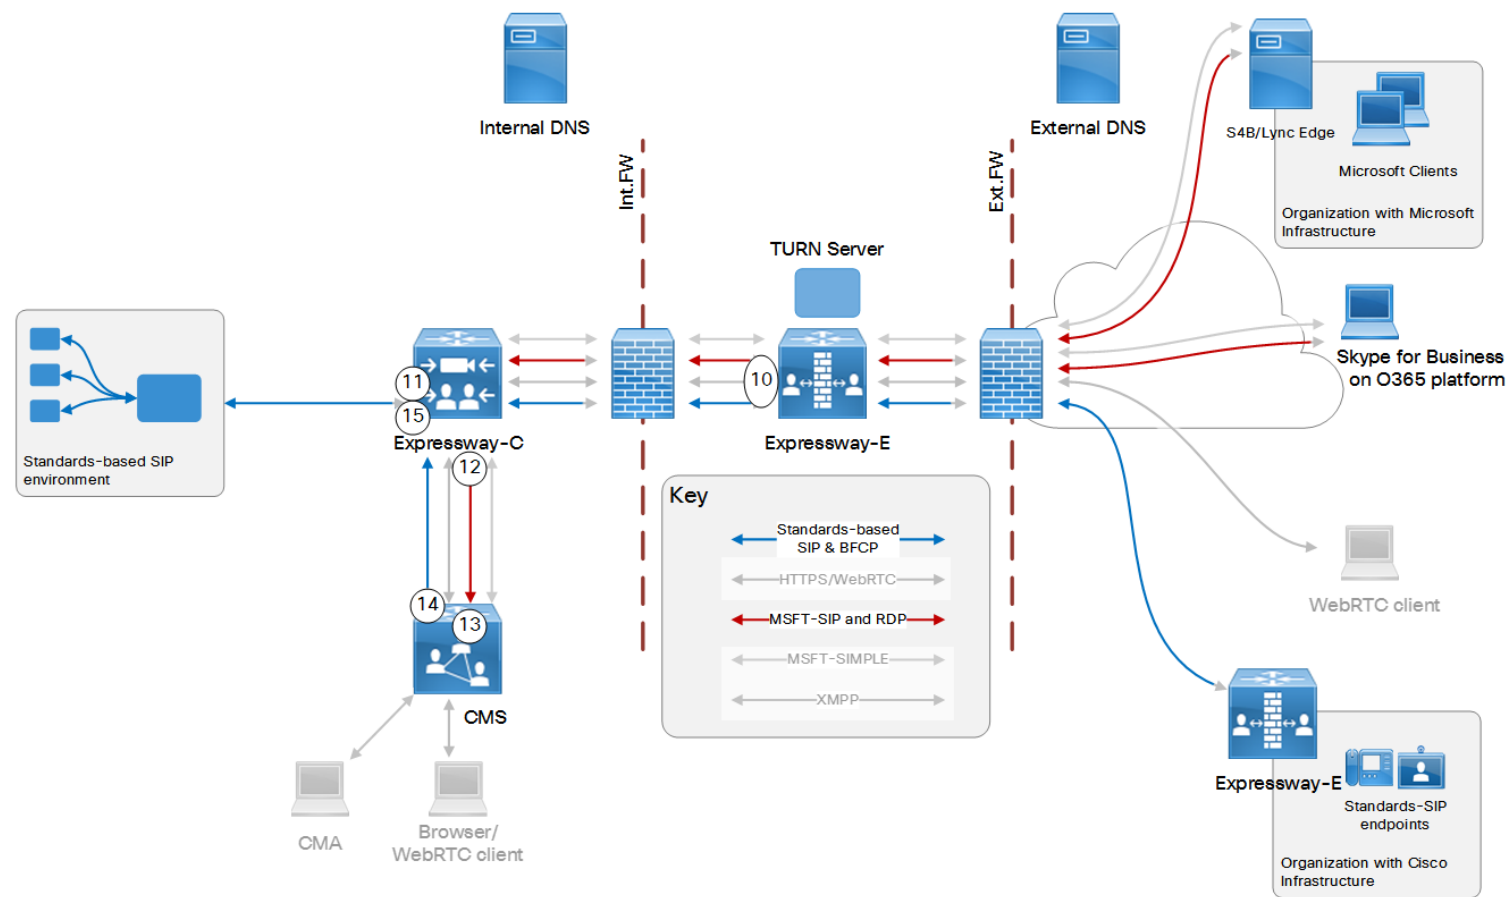 Internal DNS
External DNS
S4B/Lync Edge
Microsoft Clients
Organization with Microsoft
Infrastructure
Int.FW
Ext.FW
TURN Server
Skype for Business
on O365 platform
11
15
10
Expressway-C
Expressway-E
Standards-based SIP
environment
12
Key
Standards-based
SIP & BFCP
HTTPS/WebRTC
MSFT-SIP and RDP
MSFT-SIMPLE
XMPP
WebRTC client
14
13
CMS
CMA
Browser/
WebRTC client
Expressway-E
Standards-SIP
endpoints
Organization with Cisco
Infrastructure